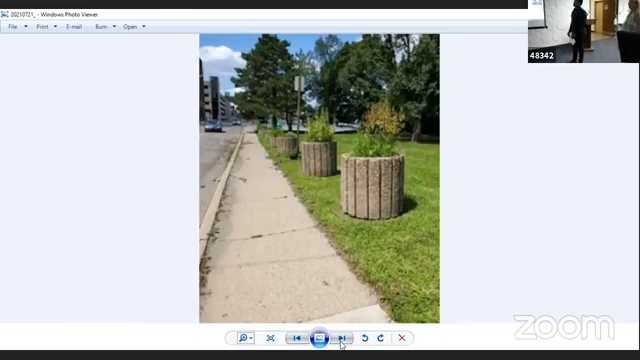 20210721_ - Windows Photo Viewer
File Print E-mail Burn Open
48342
zoom